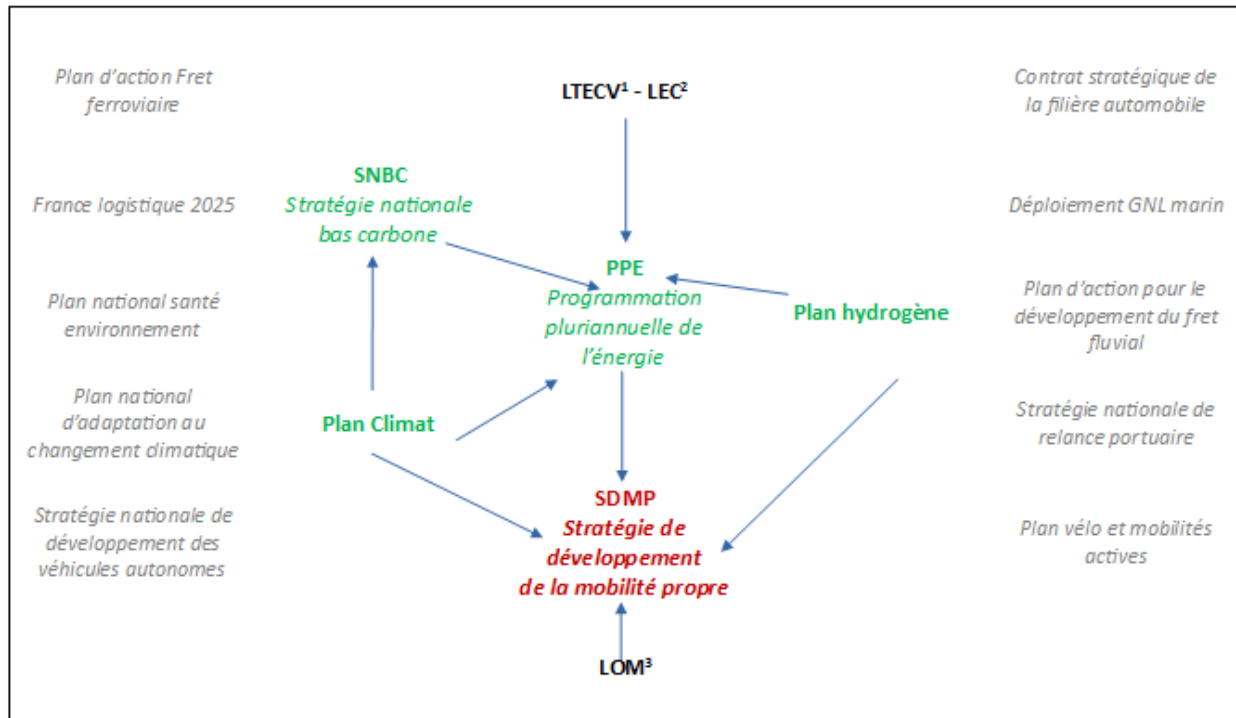 Plan d'action Fret
ferroviaire
France logistique 2025
Plan national santé
environnement
Plan national
d'adaptation au
changement climatique
Stratégie nationale de
développement des
véhicules autonomes
LTECV¹ - LEC²
SNBC
Stratégie nationale
bas carbone
PPE
Programmation
pluriannuelle de
l'énergie
Plan hydrogène
Plan Climat
SDMP
Stratégie de
développement
de la mobilité propre
LOM³
Contrat stratégique de
la filière automobile
Déploiement GNL marin
Plan d'action pour le
développement du fret
fluvial
Stratégie nationale de
relance portuaire
Plan vélo et mobilités
actives